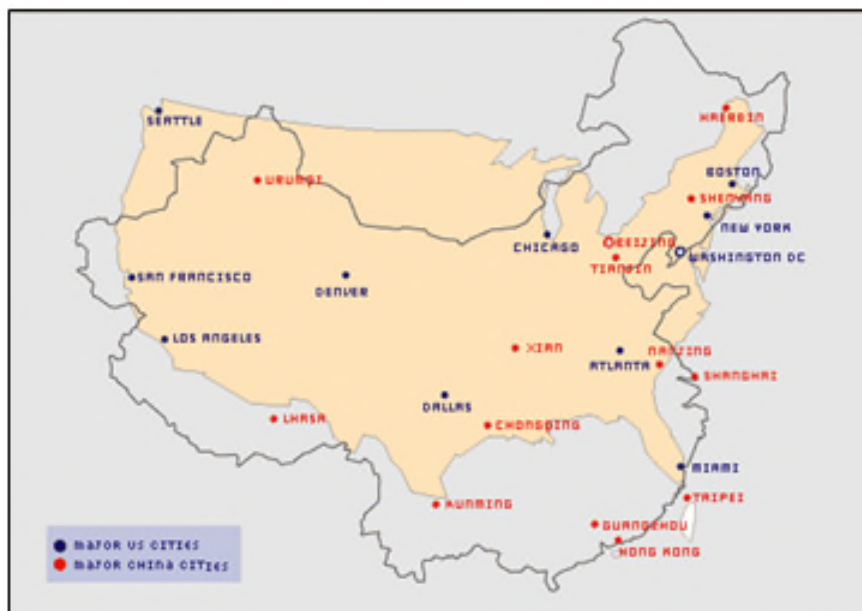 SEATTLE
HAERBIN
URUMQI
BOSTON
SHENYANG
NEW YORK
CHICAGO
BEIJING
WASHINGTON DC
TIANJIN
SAN FRANCISCO
DENVER
LOS ANGELES
XIAN
NANJING
ATLANTA
SHANGHAI
DALLAS
LHASA
CHONGQING
MIAMI
TAIPEI
KUNMING
GUANGZHOU
HONG KONG
MAJOR US CITIES
MAJOR CHINA CITIES